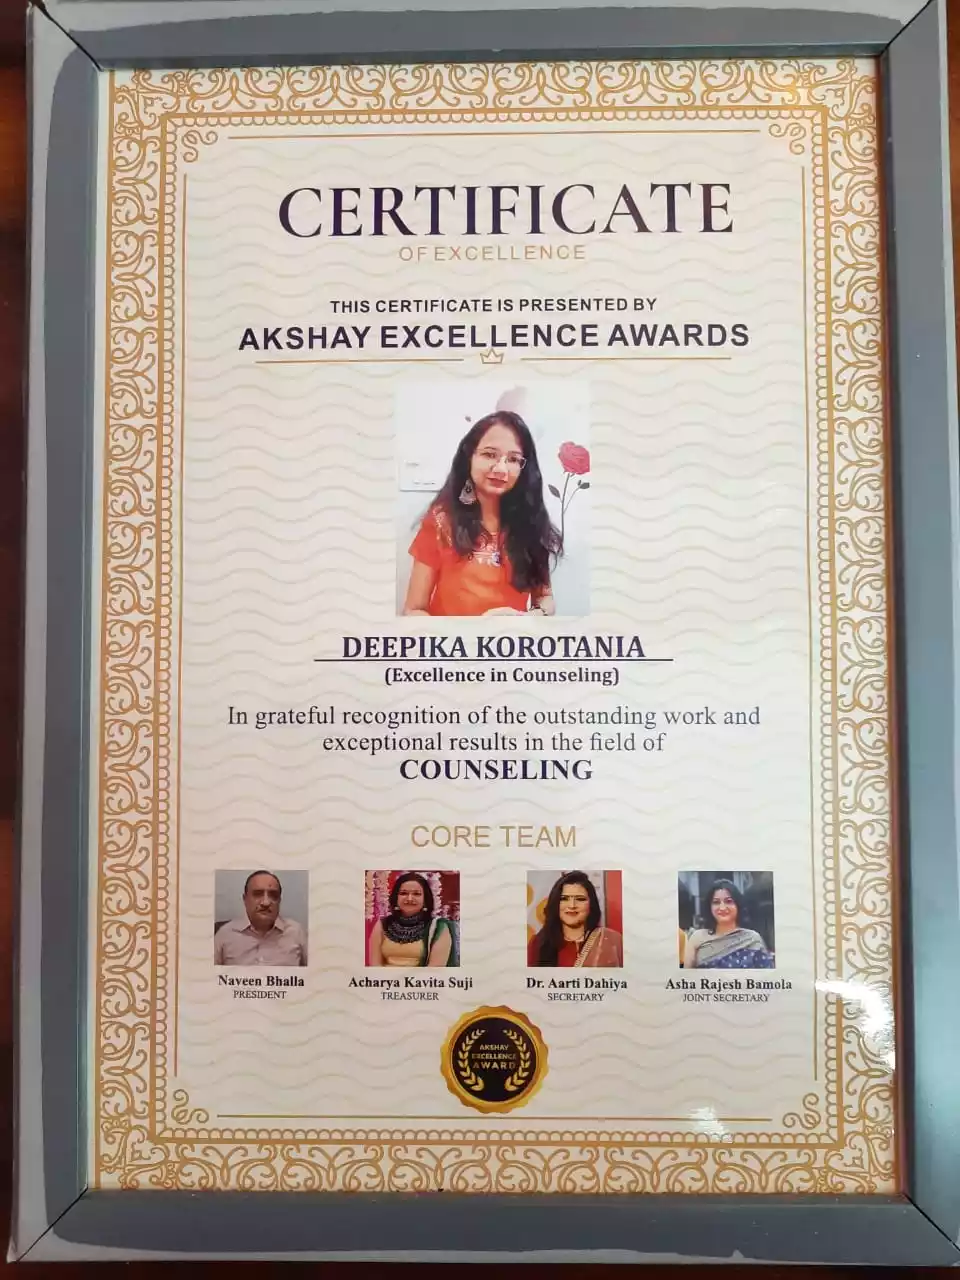 CERTIFICATE
OF EXCELLENCE
THIS CERTIFICATE IS PRESENTED BY
AKSHAY EXCELLENCE AWARDS
DEEPIKA KOROTANIA
(Excellence in Counseling)
In grateful recognition of the outstanding work and
exceptional results in the field of
COUNSELING
CORE TEAM
Naveen Bhalla
PRESIDENT
Acharya Kavita Suji
TREASURER
Dr. Aarti Dahiya
SECRETARY
Asha Rajesh Bamola
JOINT SECRETARY
AKSHAY
EXCELLENCE
AWARD